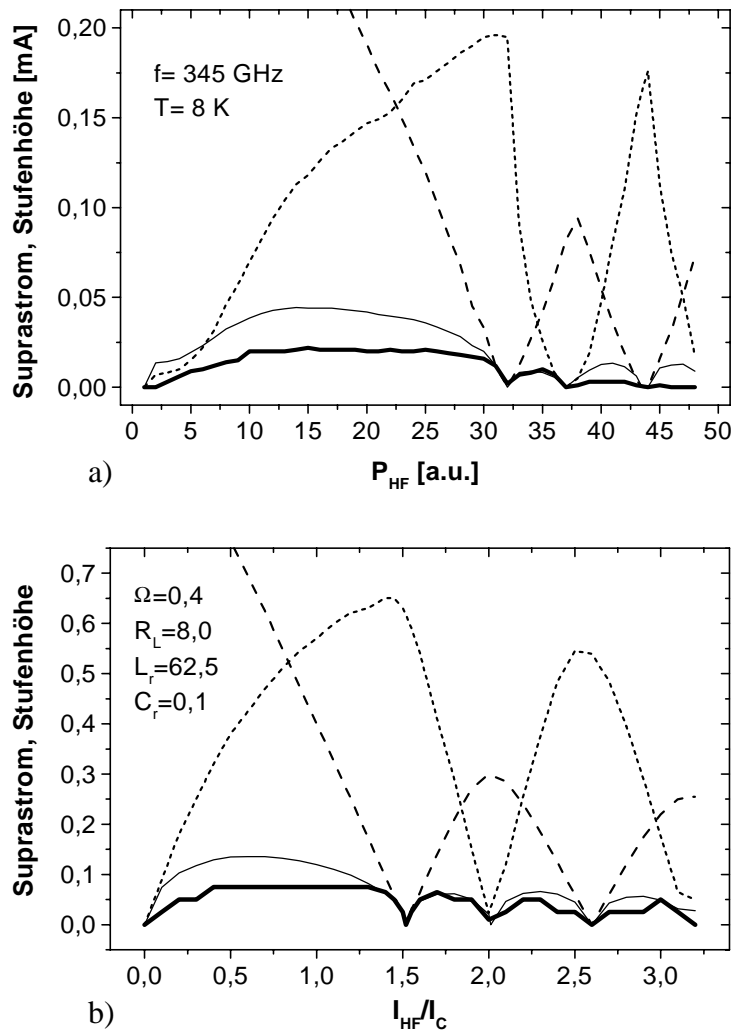 0,20
0,15
0,10
0,05
0,00
Suprastrom, Stufenhöhe [mA]
f= 345 GHz
T= 8 K
0 5 10 15 20 25 30 35 40 45 50
a)
P_HF [a.u.]
0,7
0,6
0,5
0,4
0,3
0,2
0,1
0,0
Suprastrom, Stufenhöhe
Ω=0,4
R_L=8,0
L_r=62,5
C_r=0,1
0,0 0,5 1,0 1,5 2,0 2,5 3,0
b)
I_HF/I_C